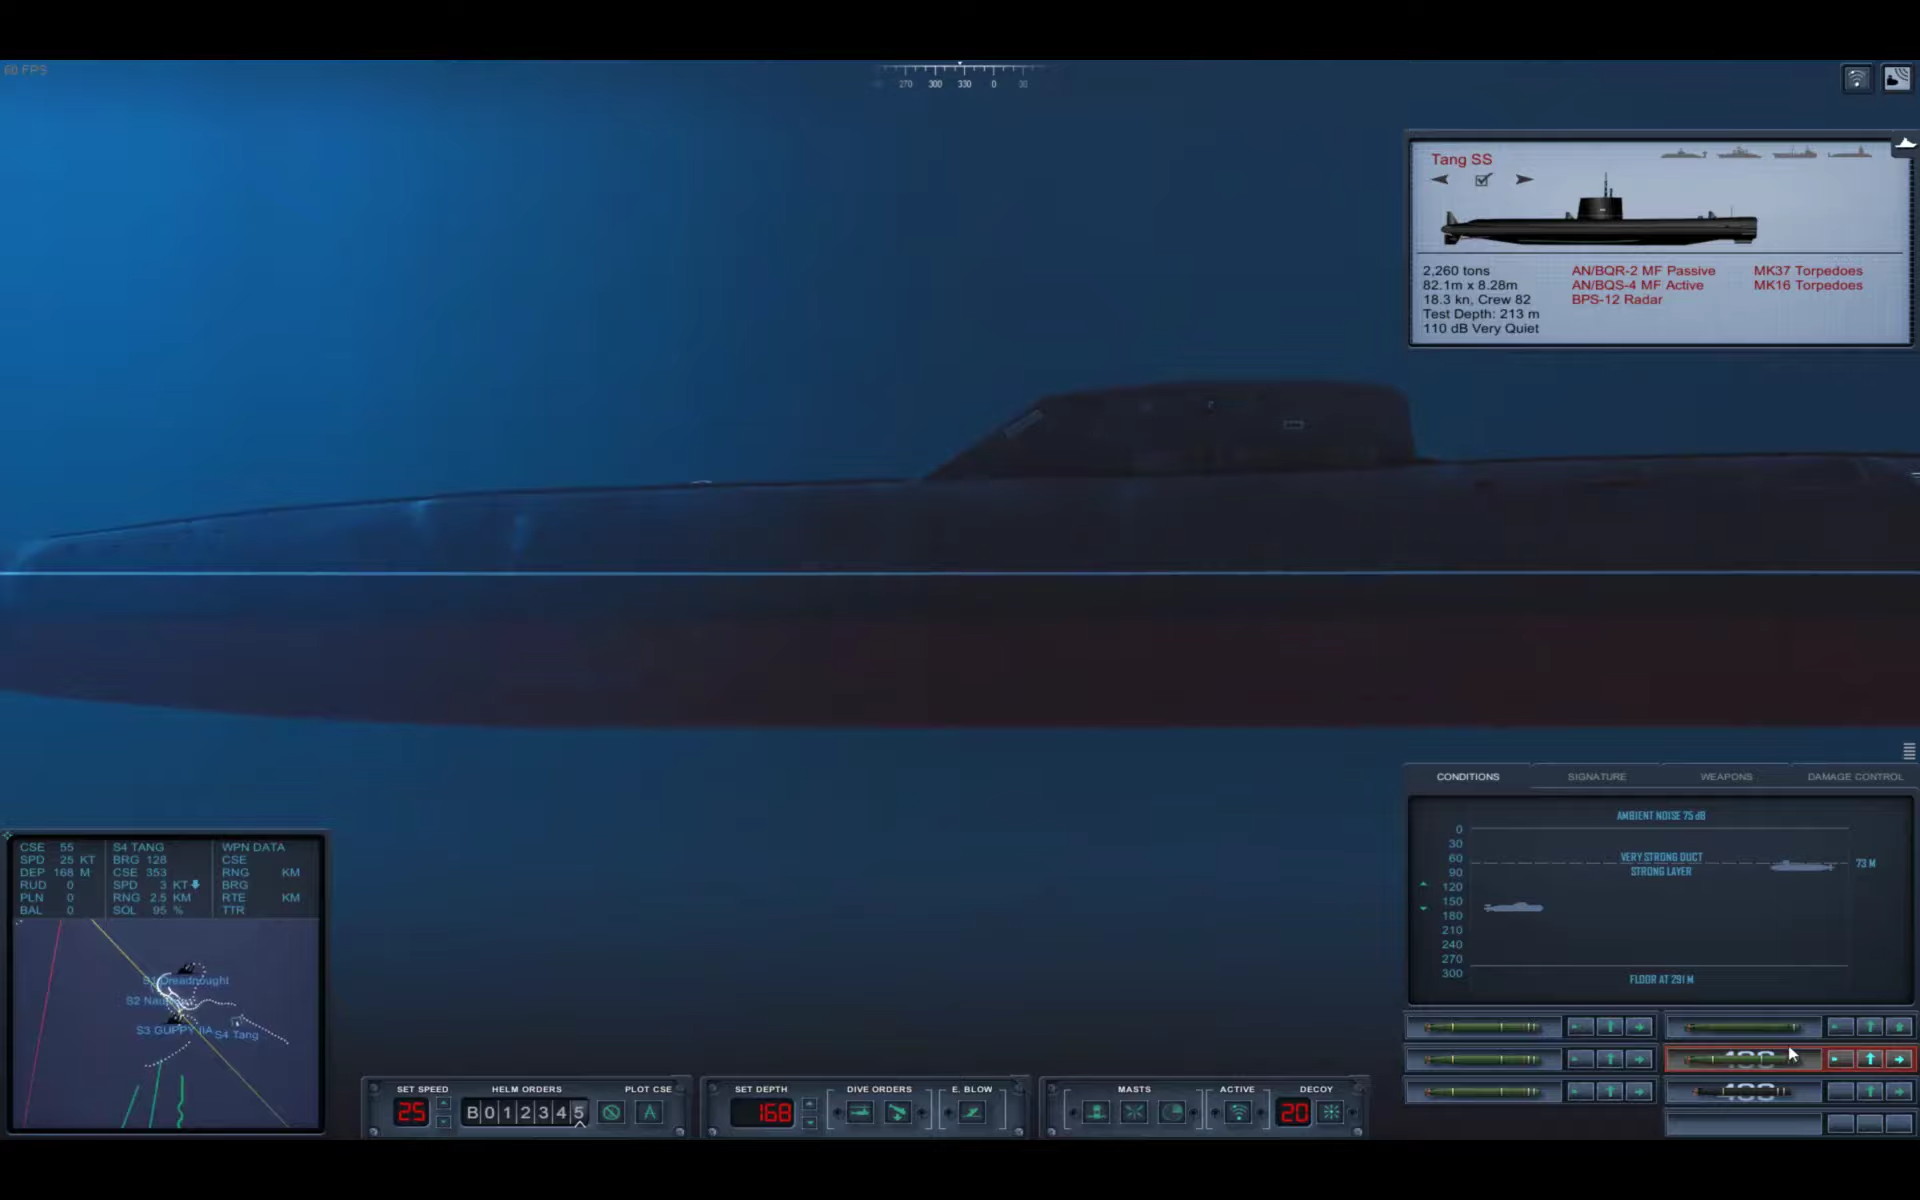 60 FPS
270 300 330 0 30
Tang SS
2,260 tons
82.1m x 8.28m
18.3 kn, Crew 82
Test Depth: 213 m
110 dB Very Quiet
AN/BQR-2 MF Passive
AN/BQS-4 MF Active
BPS-12 Radar
MK37 Torpedoes
MK16 Torpedoes
CONDITIONS SIGNATURE WEAPONS DAMAGE CONTROL
AMBIENT NOISE 75 dB
0
30
60
90
120
150
180
210
240
270
300
VERY STRONG DUCT
STRONG LAYER
73 M
FLOOR AT 291 M
CSE 55
SPD 25 KT
DEP 168 M
RUD 0
PLN 0
BAL 0
S4 TANG
BRG 128
CSE 353
SPD 3 KT
RNG 2.5 KM
SOL 95 %
WPN DATA
CSE
RNG KM
BRG
RTE KM
TTR
S1 Dreadnought
S2
S3 GUPPY IIA
S4 Tang
SET SPEED HELM ORDERS PLOT CSE
25 B 0 1 2 3 4 5
SET DEPTH DIVE ORDERS E. BLOW
168
MASTS ACTIVE DECOY
20